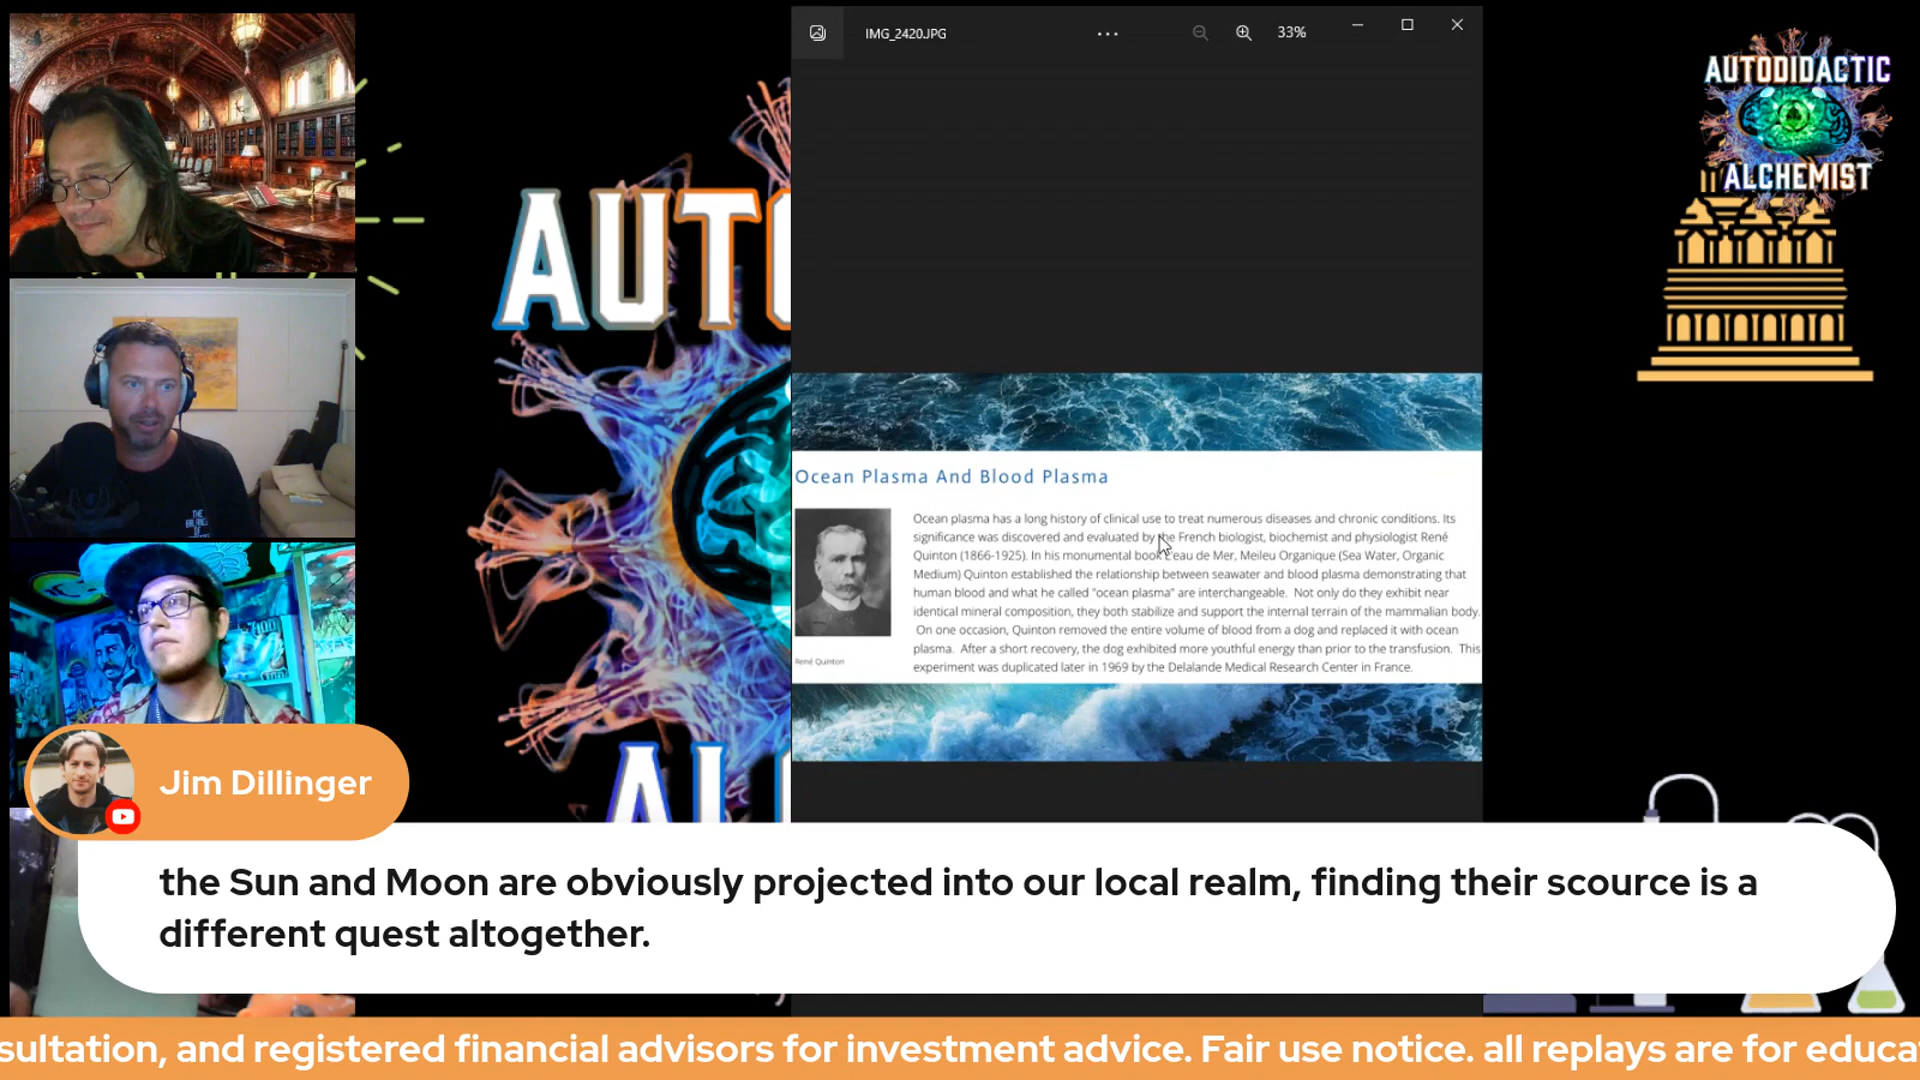 IMG_2420.JPG
33%
AUTODIDACTIC
ALCHEMIST
AUTO
Ocean Plasma And Blood Plasma
Ocean plasma has a long history of clinical use to treat numerous diseases and chronic conditions. Its
significance was discovered and evaluated by the French biologist, biochemist and physiologist René
Quinton (1866-1925). In his monumental book L'eau de Mer, Meileu Organique (Sea Water, Organic
Medium) Quinton established the relationship between seawater and blood plasma demonstrating that
human blood and what he called "ocean plasma" are interchangeable. Not only do they exhibit near
identical mineral composition, they both stabilize and support the internal terrain of the mammalian body.
On one occasion, Quinton removed the entire volume of blood from a dog and replaced it with ocean
plasma. After a short recovery, the dog exhibited more youthful energy than prior to the transfusion. This
experiment was duplicated later in 1969 by the Delalande Medical Research Center in France.
René Quinton
THE
OF
AL
Jim Dillinger
the Sun and Moon are obviously projected into our local realm, finding their scource is a
different quest altogether.
sultation, and registered financial advisors for investment advice. Fair use notice. all replays are for educa